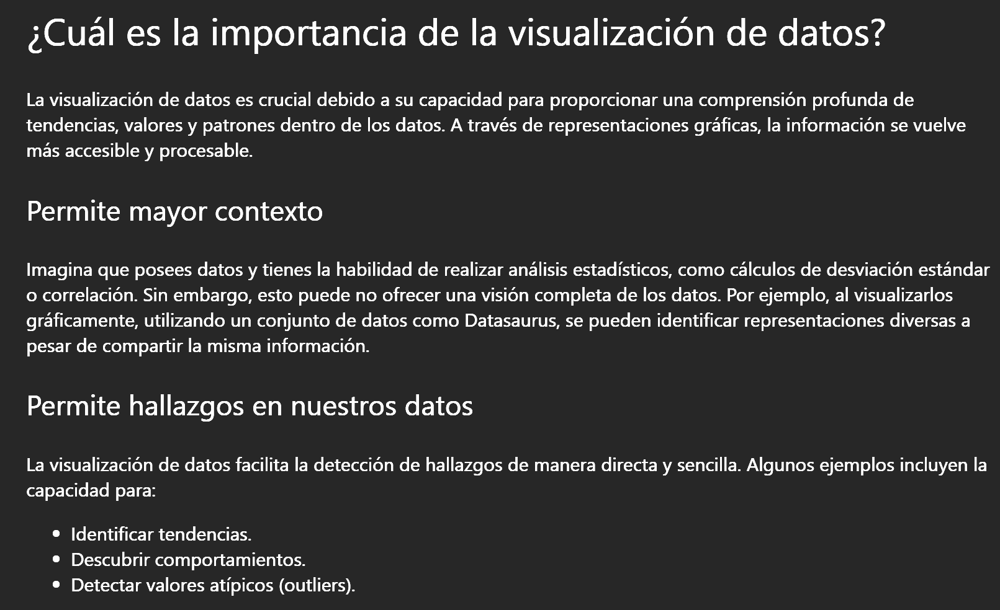 ¿Cuál es la importancia de la visualización de datos?
La visualización de datos es crucial debido a su capacidad para proporcionar una comprensión profunda de
tendencias, valores y patrones dentro de los datos. A través de representaciones gráficas, la información se vuelve
más accesible y procesable.
Permite mayor contexto
Imagina que posees datos y tienes la habilidad de realizar análisis estadísticos, como cálculos de desviación estándar
o correlación. Sin embargo, esto puede no ofrecer una visión completa de los datos. Por ejemplo, al visualizarlos
gráficamente, utilizando un conjunto de datos como Datasaurus, se pueden identificar representaciones diversas a
pesar de compartir la misma información.
Permite hallazgos en nuestros datos
La visualización de datos facilita la detección de hallazgos de manera directa y sencilla. Algunos ejemplos incluyen la
capacidad para:
• Identificar tendencias.
• Descubrir comportamientos.
• Detectar valores atípicos (outliers).